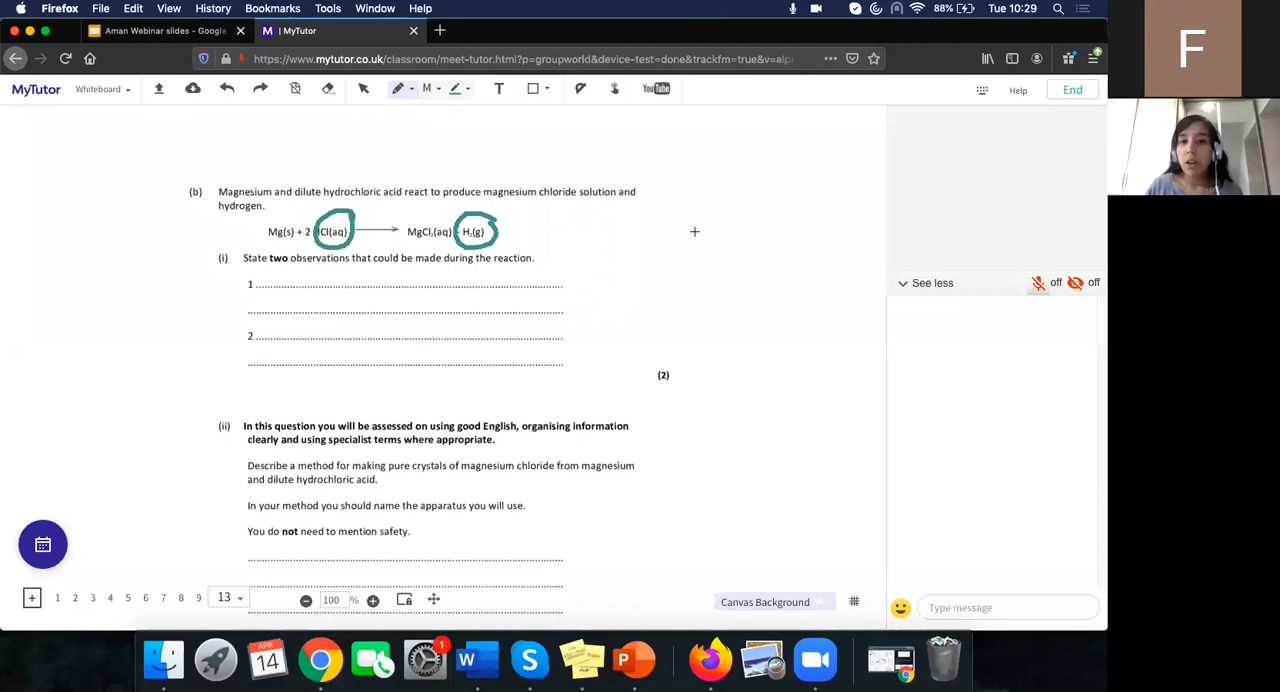 Firefox File Edit View History Bookmarks Tools Window Help 88% Tue 10:29
Aman Webinar slides - Google M | MyTutor
https://www.mytutor.co.uk/classroom/meet-tutor.html?p=groupworld&device-test=done&trackfm=true&v=alp
MyTutor Whiteboard M T YouTube Help End
F
(b) Magnesium and dilute hydrochloric acid react to produce magnesium chloride solution and
hydrogen.
Mg(s) + 2 HCl(aq) → MgCl₂(aq) + H₂(g)
(i) State two observations that could be made during the reaction.
1 ............................................................
............................................................
2 ............................................................
............................................................
(2)
See less off off
(ii) In this question you will be assessed on using good English, organising information
clearly and using specialist terms where appropriate.
Describe a method for making pure crystals of magnesium chloride from magnesium
and dilute hydrochloric acid.
In your method you should name the apparatus you will use.
You do not need to mention safety.
............................................................
............................................................
............................................................
+ 1 2 3 4 5 6 7 8 9 13 100 % Canvas Background
Type message
APR
14
1
W S P